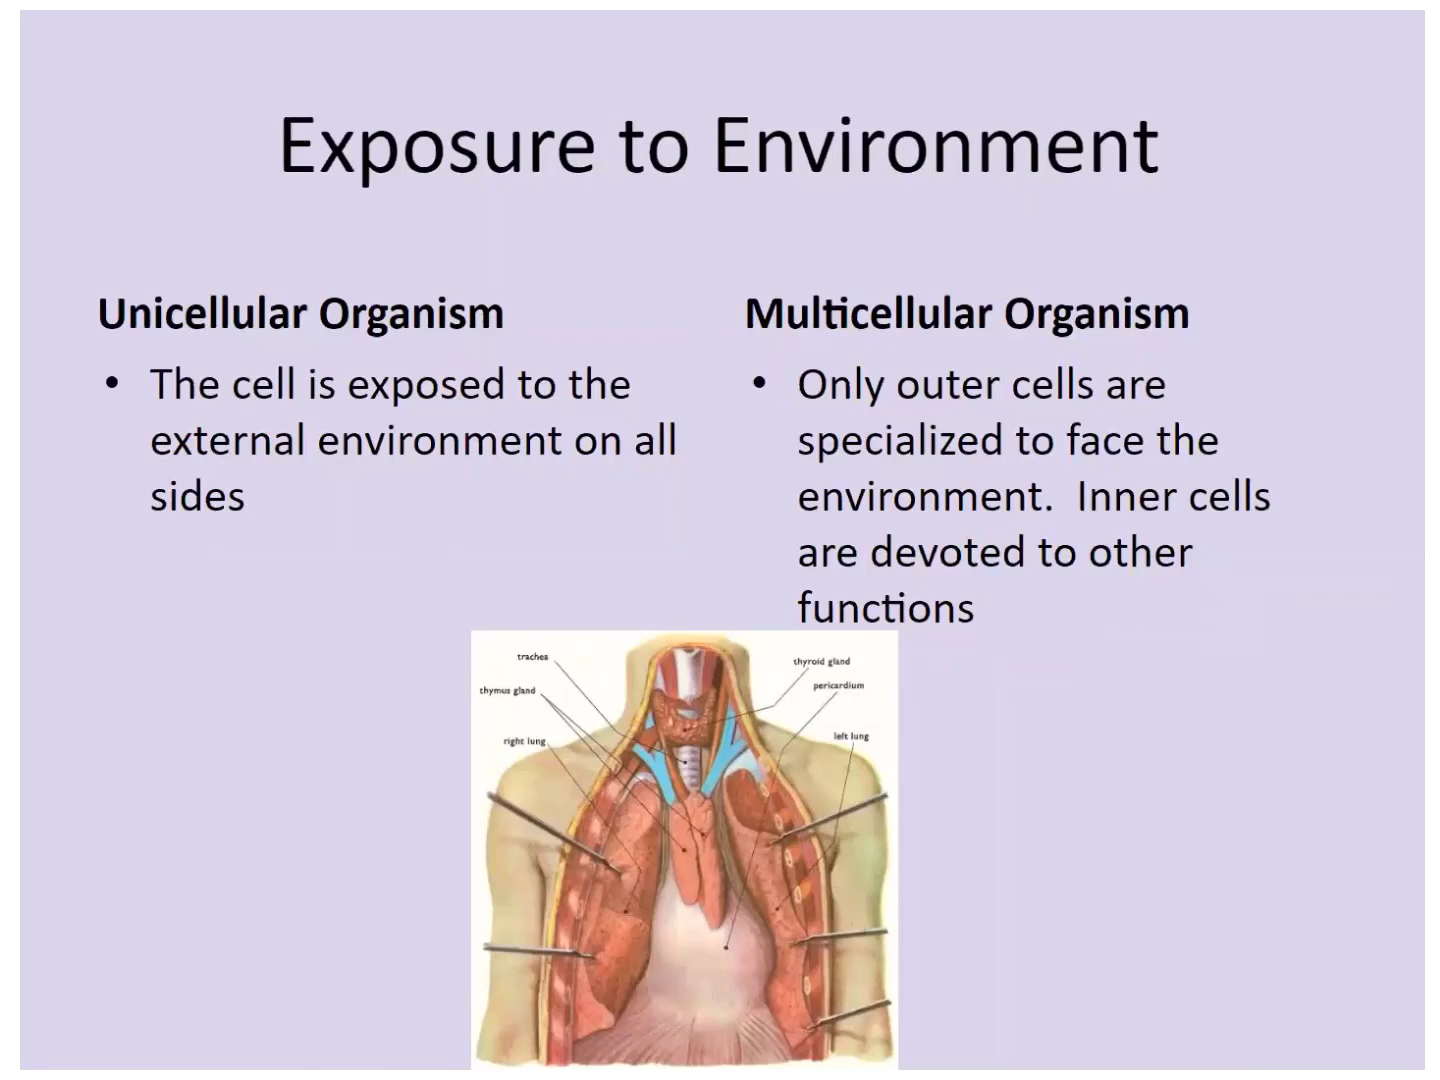 Exposure to Environment
Unicellular Organism
• The cell is exposed to the
external environment on all
sides
Multicellular Organism
• Only outer cells are
specialized to face the
environment.  Inner cells
are devoted to other
functions
trachea
thymus gland
right lung
thyroid gland
pericardium
left lung